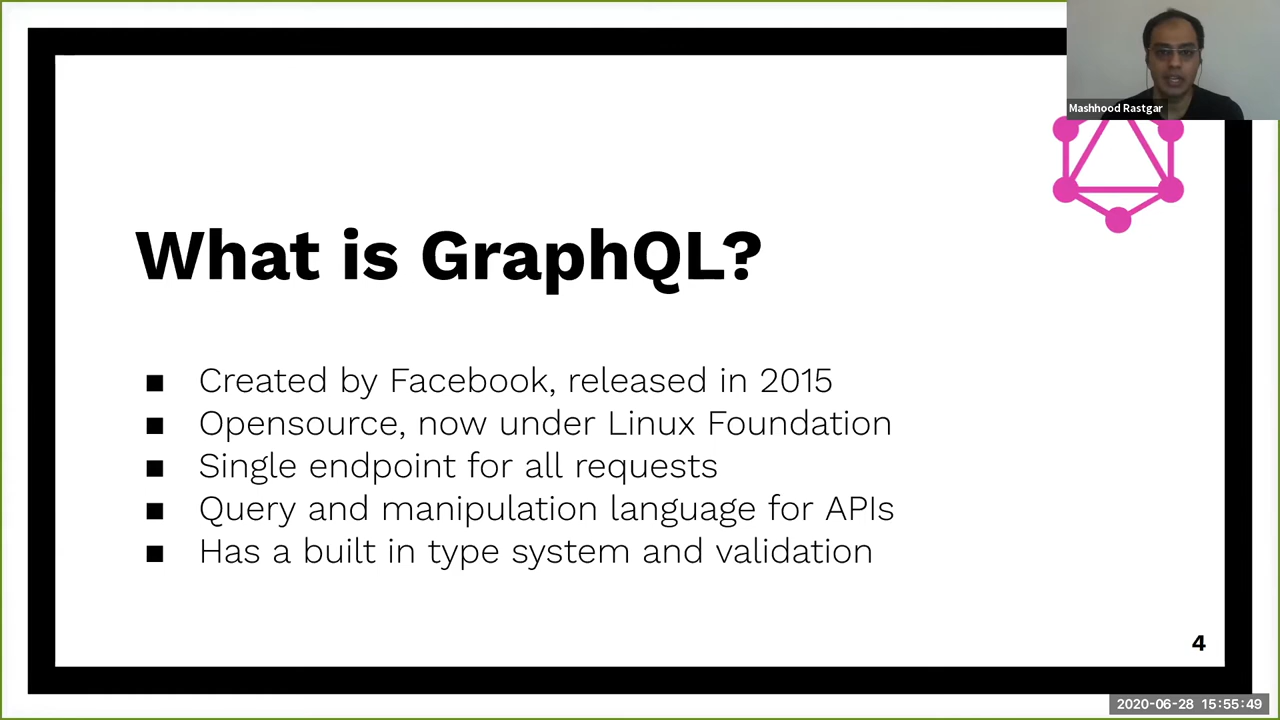 Mashhood Rastgar
What is GraphQL?
■ Created by Facebook, released in 2015
■ Opensource, now under Linux Foundation
■ Single endpoint for all requests
■ Query and manipulation language for APIs
■ Has a built in type system and validation
4
2020-06-28 15:55:49